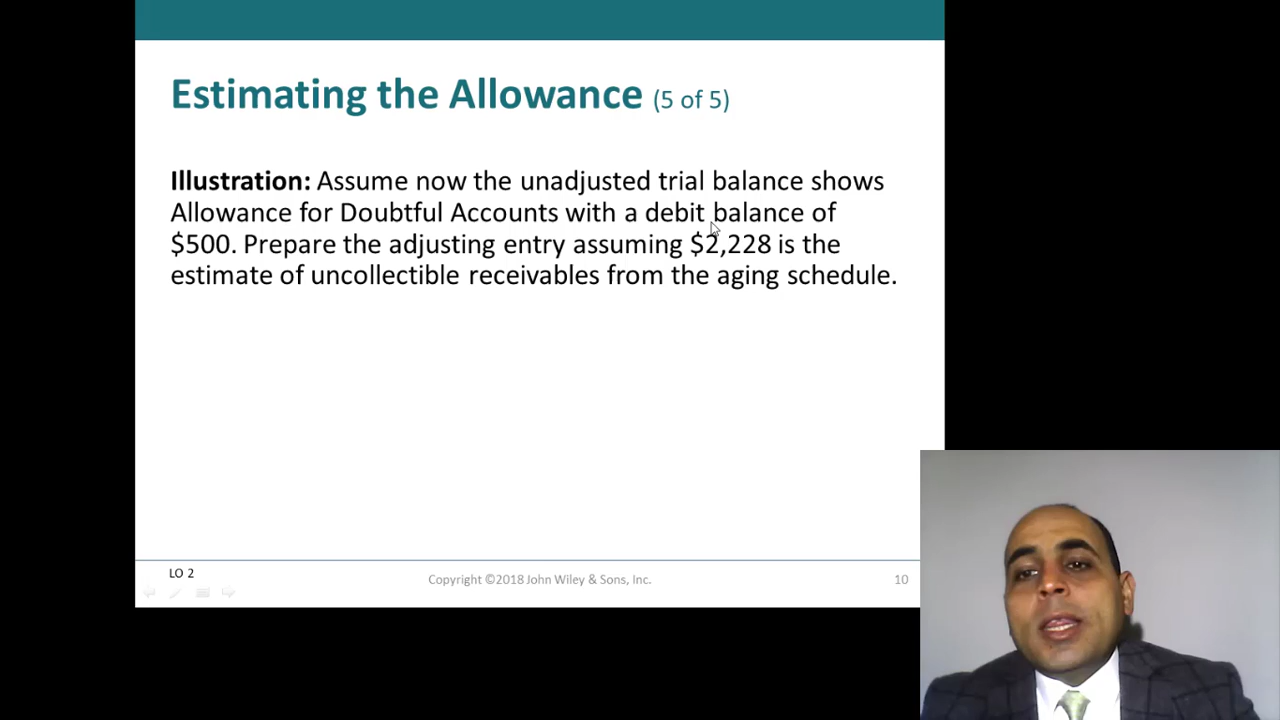 Estimating the Allowance (5 of 5)
Illustration: Assume now the unadjusted trial balance shows
Allowance for Doubtful Accounts with a debit balance of
$500. Prepare the adjusting entry assuming $2,228 is the
estimate of uncollectible receivables from the aging schedule.
LO 2
Copyright ©2018 John Wiley & Sons, Inc.
10